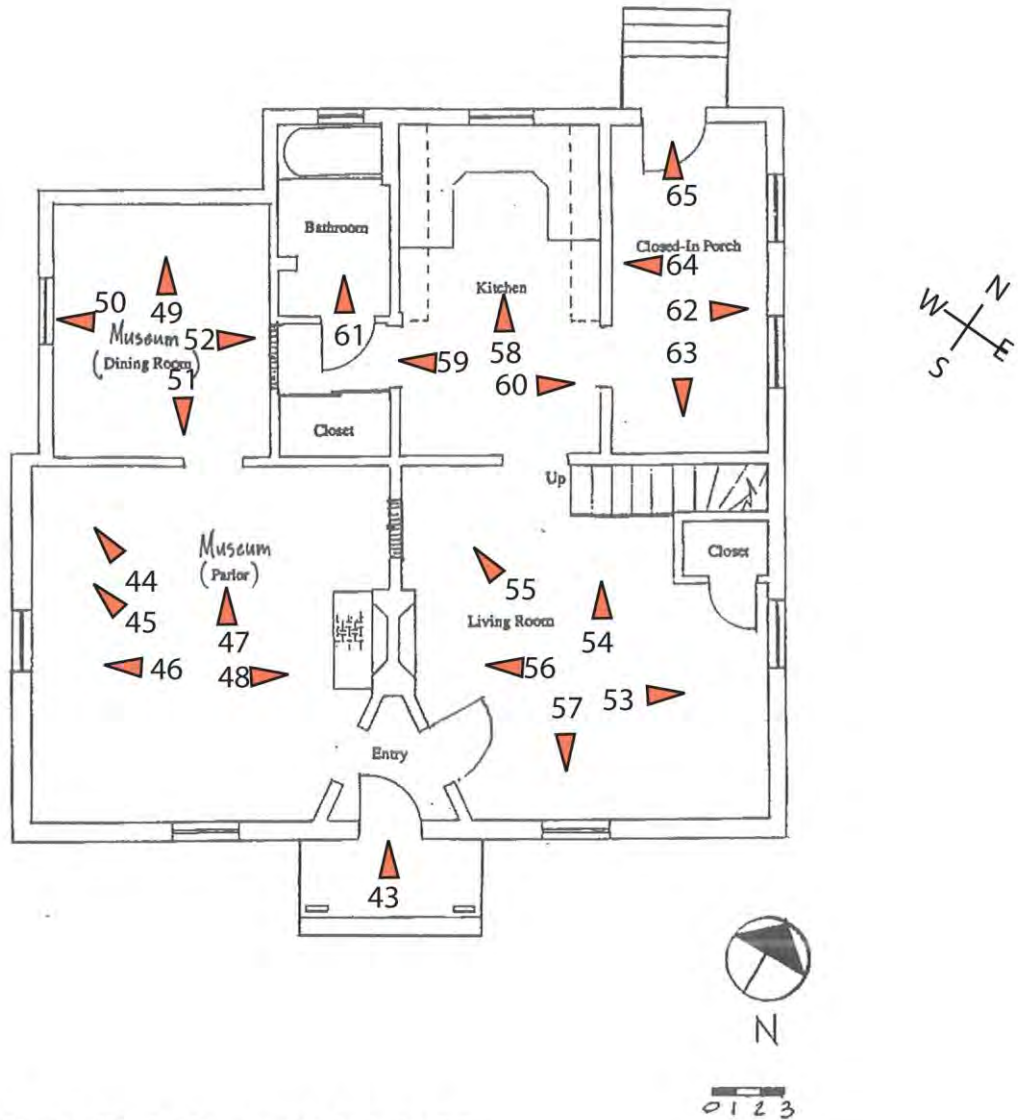 65
Bathroom
Closed-In Porch
64
Kitchen
N
W
E
S
50
49
62
Museum
(Dining Room)
52
61
58
59
63
51
60
Closet
Up
Museum
(Parlor)
44
55
Closet
45
Living Room
47
54
46
48
56
53
57
Entry
43
N
0 1 2 3